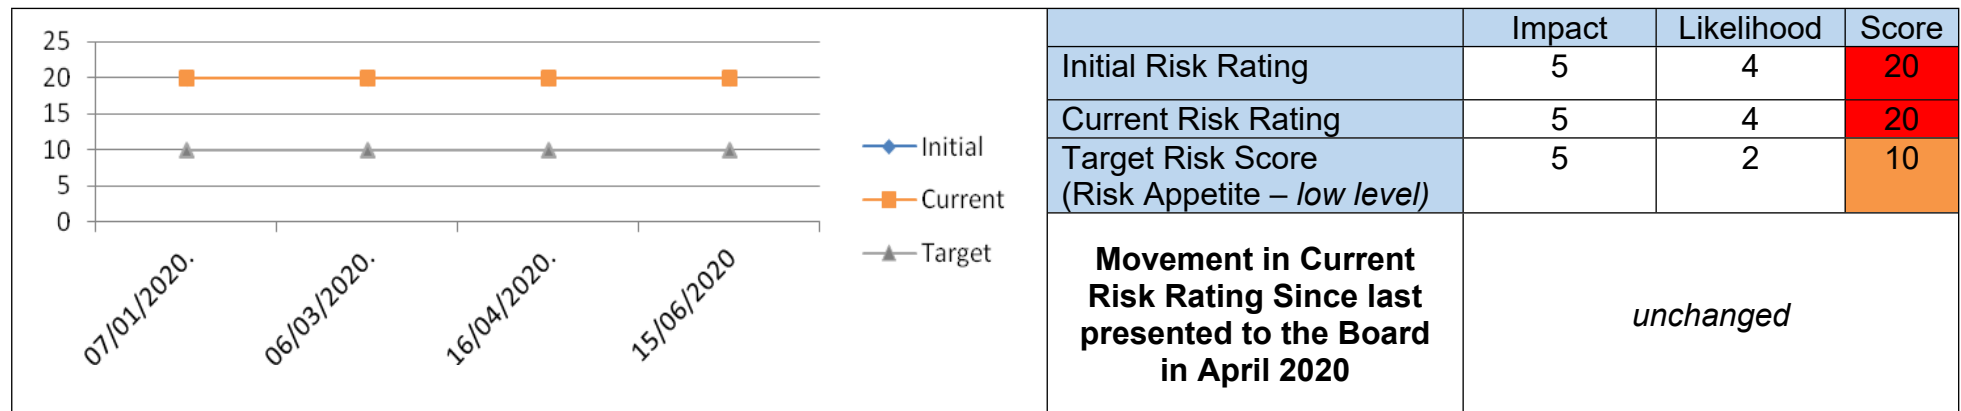 25
20
15
10
5
0
07/01/2020.
06/03/2020.
16/04/2020.
15/06/2020
Initial
Current
Target
Impact Likelihood Score
Initial Risk Rating 5 4 20
Current Risk Rating 5 4 20
Target Risk Score 5 2 10
(Risk Appetite – low level)
Movement in Current
Risk Rating Since last
presented to the Board
in April 2020
unchanged